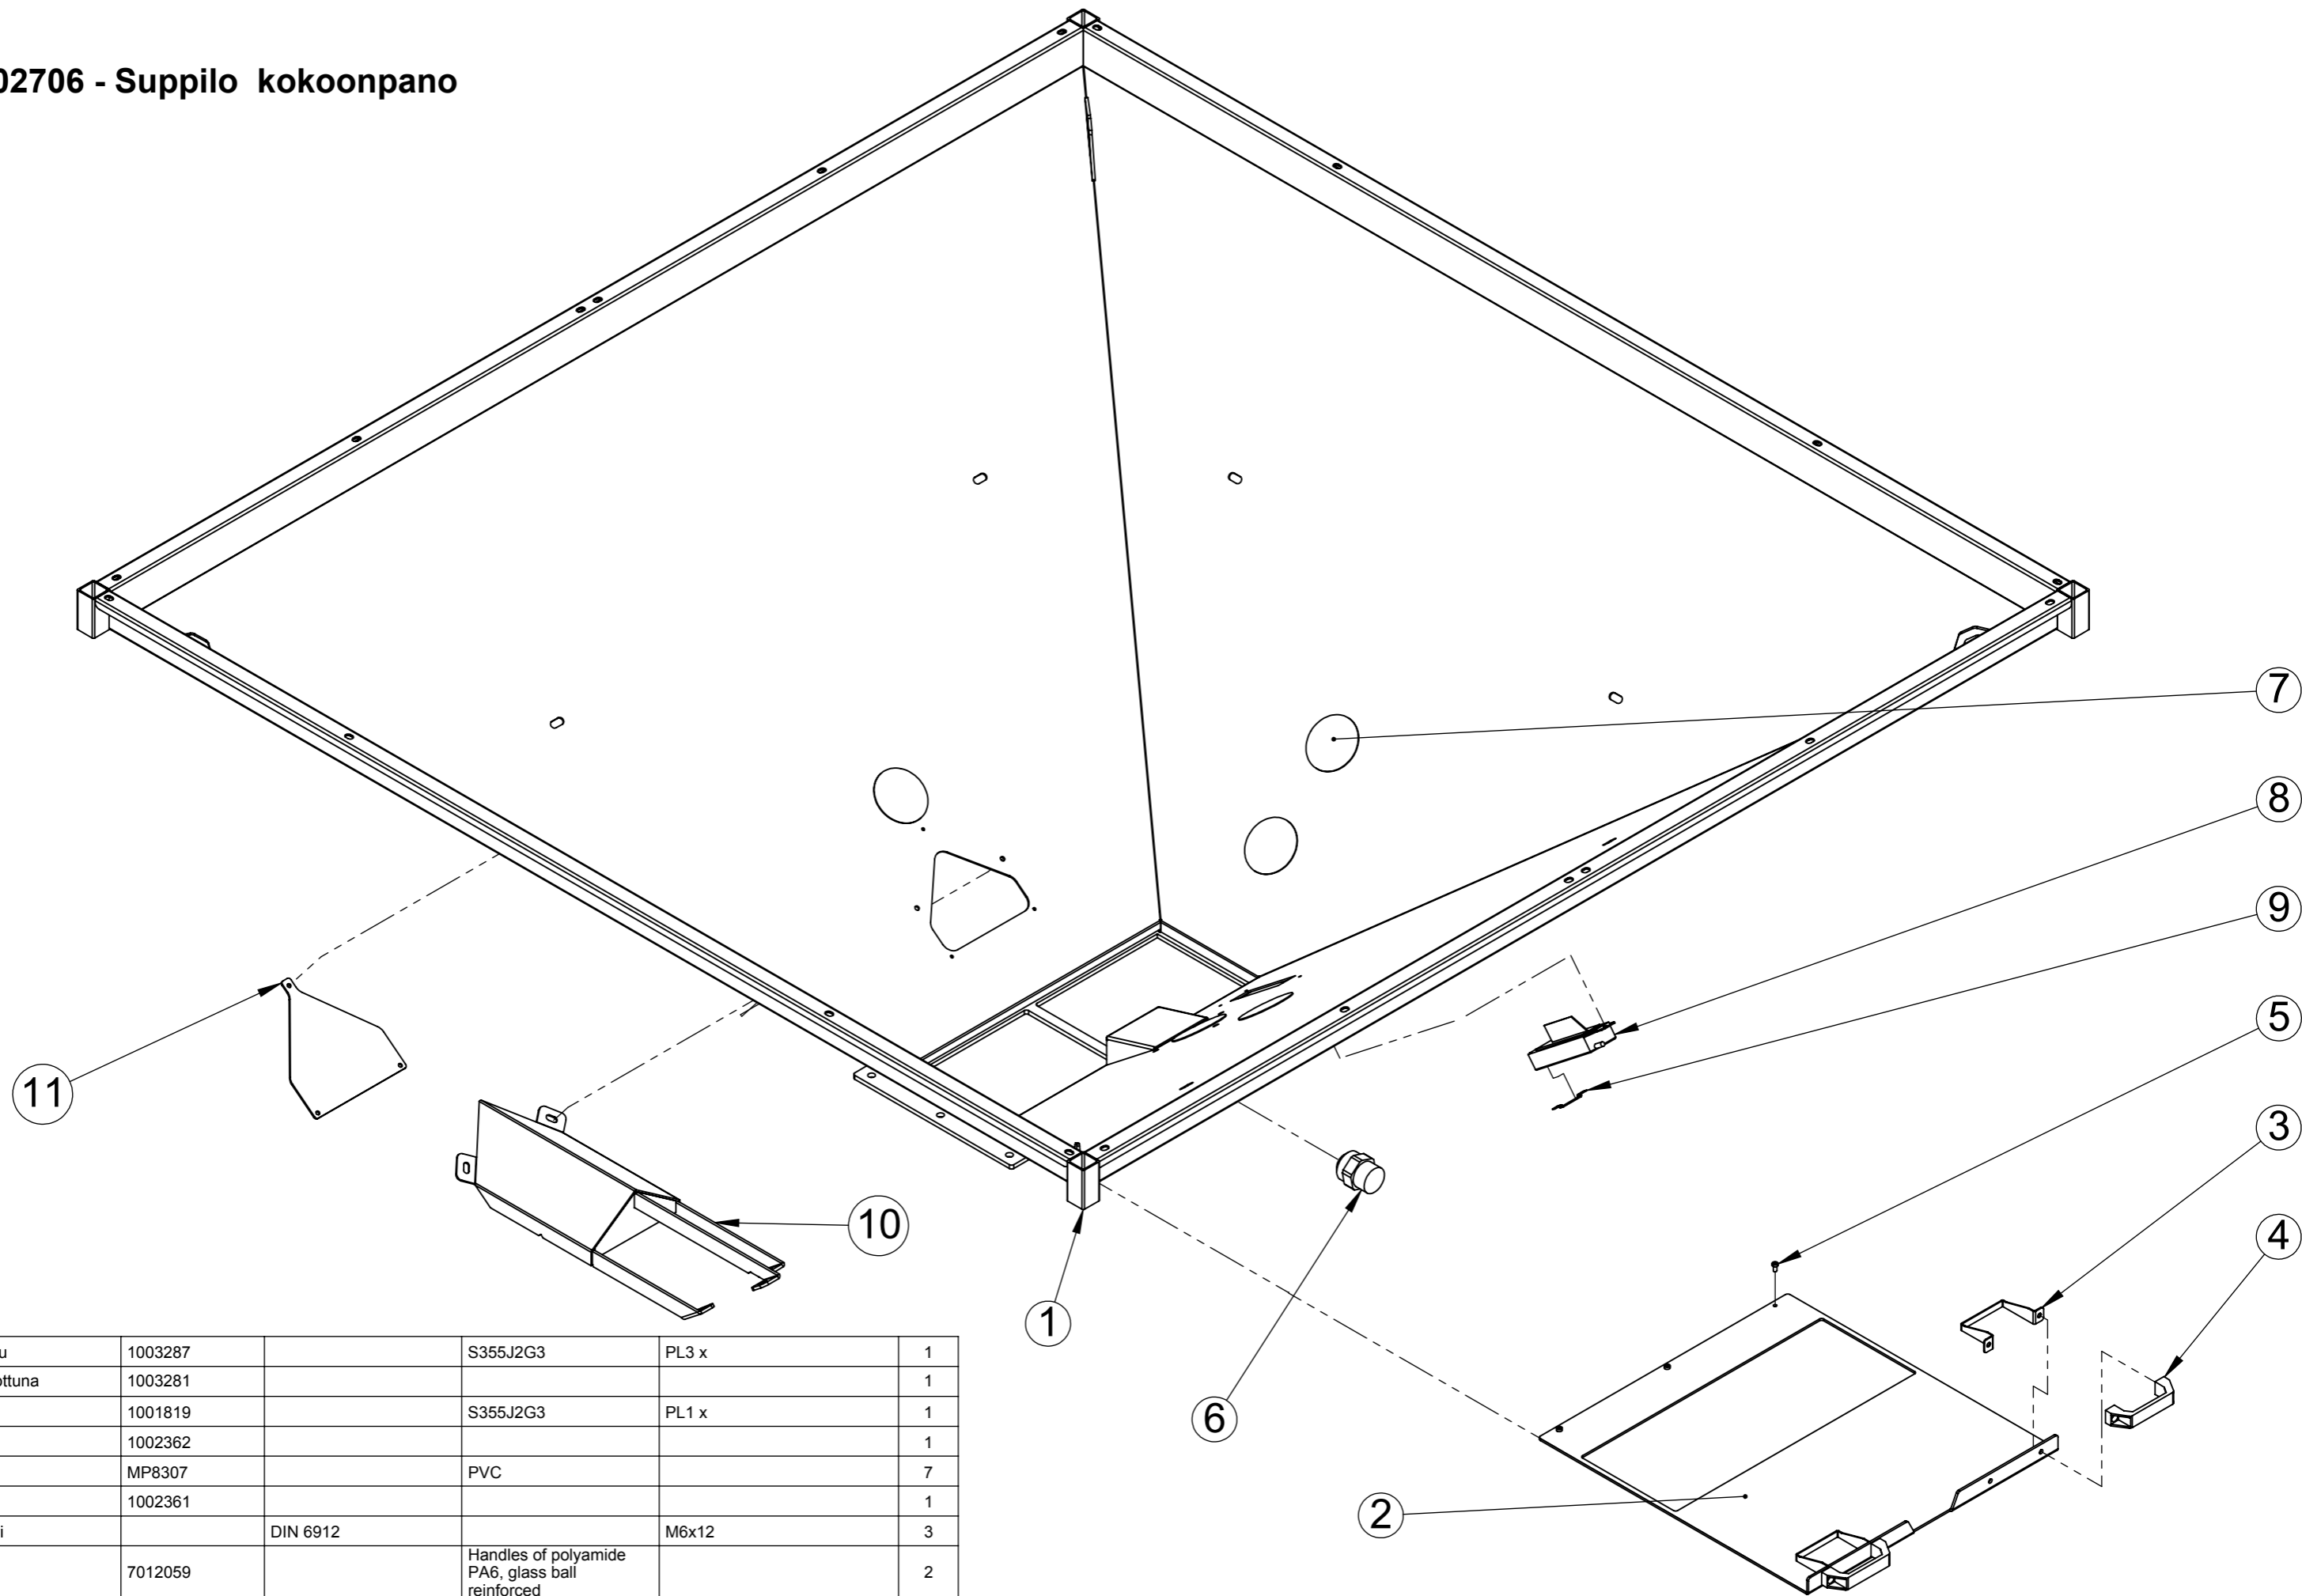 02706 - Suppilo kokoonpano
7
8
9
5
3
4
11
10
1
6
2
u 1003287 S355J2G3 PL3 x 1
ottuna 1003281 1
1001819 S355J2G3 PL1 x 1
1002362 1
MP8307 PVC 7
1002361 1
i DIN 6912 M6x12 3
7012059 Handles of polyamide 2
PA6, glass ball
reinforced